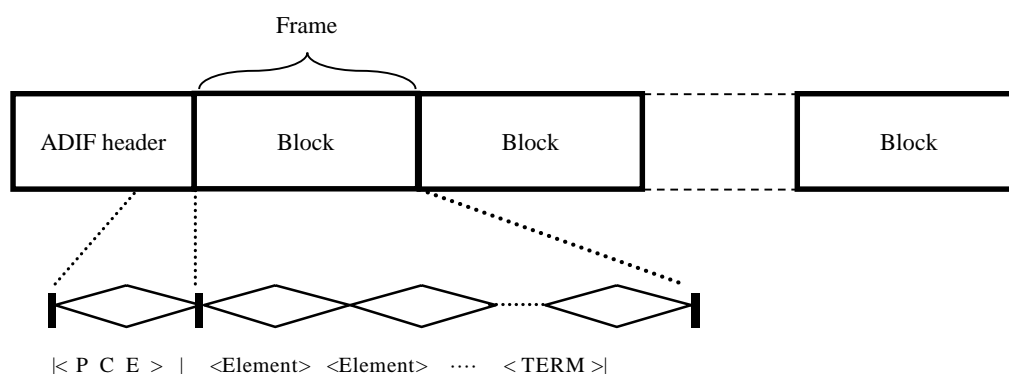 Frame
ADIF header Block Block Block
|< P C E > | <Element> <Element> ···· < TERM >|